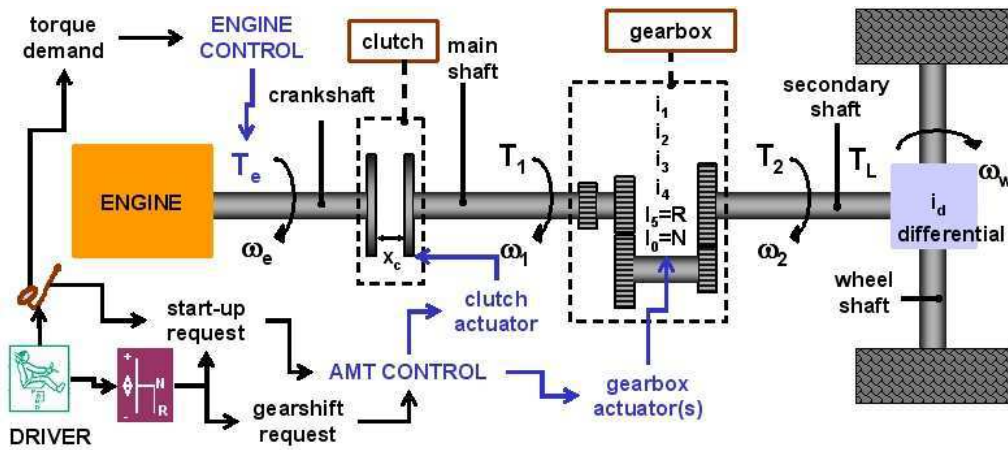 torque
demand
ENGINE
CONTROL
clutch
main
shaft
gearbox
crankshaft
secondary
shaft
i1
i2
i3
i4
I5=R
I0=N
Te
T1
T2
TL
ωw
ENGINE
id
differential
ωe
xc
ω1
ω2
wheel
shaft
start-up
request
clutch
actuator
AMT CONTROL
gearbox
actuator(s)
gearshift
request
+
N
R
-
DRIVER